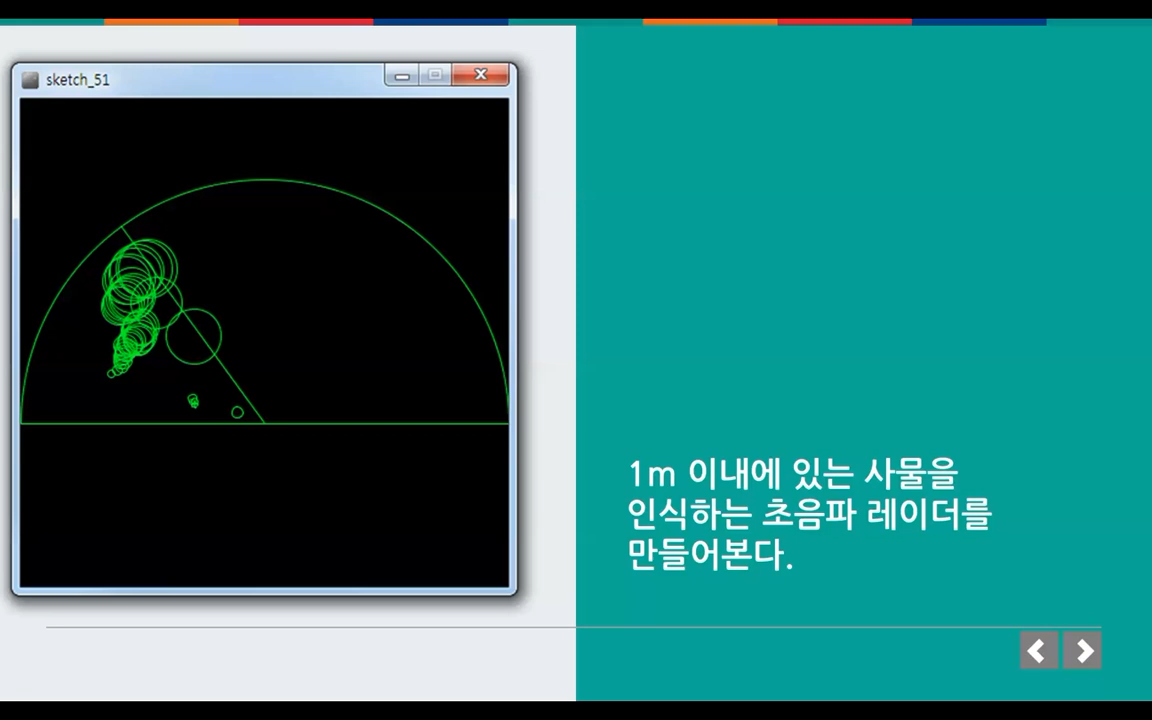 sketch_51
1m 이내에 있는 사물을
인식하는 초음파 레이더를
만들어본다.